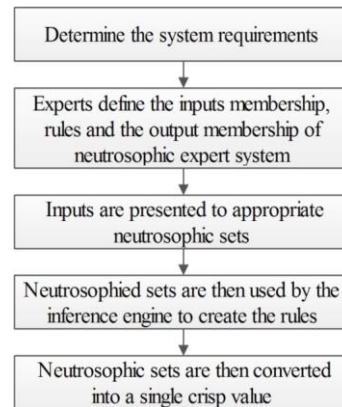 Determine the system requirements
Experts define the inputs membership,
rules and the output membership of
neutrosophic expert system
Inputs are presented to appropriate
neutrosophic sets
Neutrosophied sets are then used by the
inference engine to create the rules
Neutrosophic sets are then converted
into a single crisp value